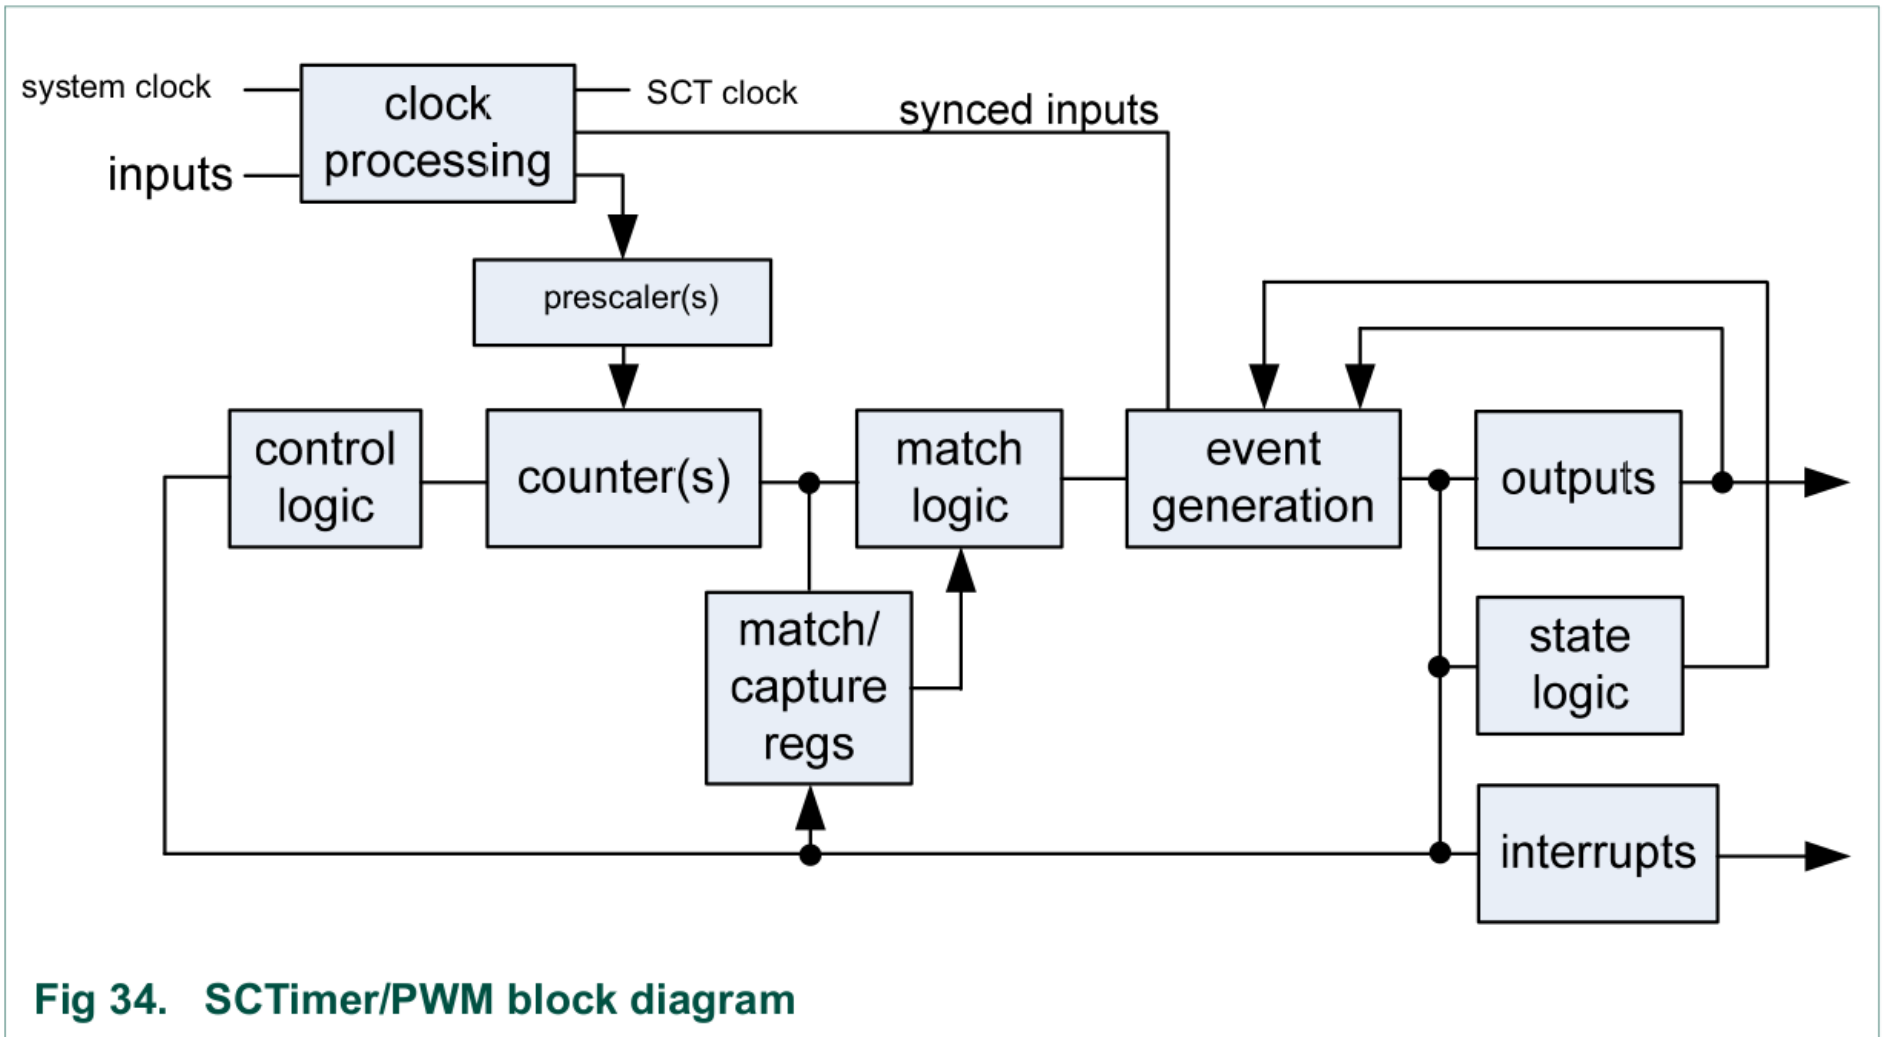 system clock
clock
processing
SCT clock
synced inputs
inputs
prescaler(s)
control
logic
counter(s)
match
logic
event
generation
outputs
match/
capture
regs
state
logic
interrupts
Fig 34. SCTimer/PWM block diagram